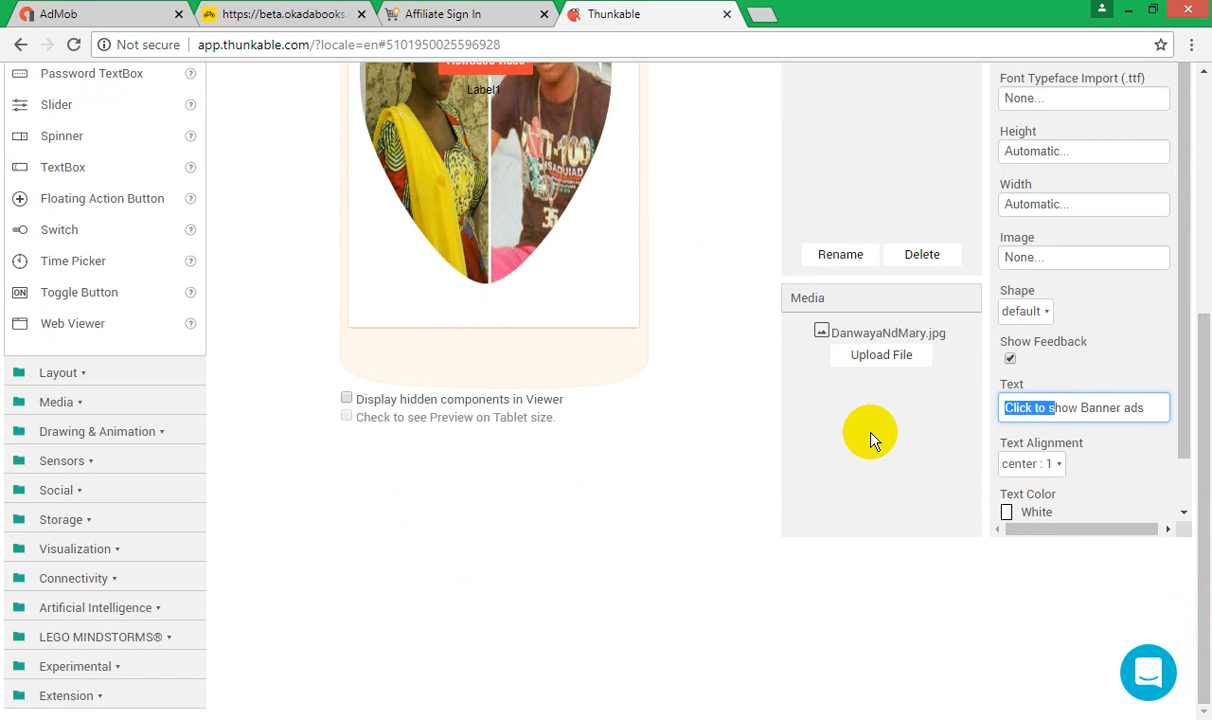 AdMob
https://beta.okadabooks.
Affiliate Sign In
Thunkable
Not secure
app.thunkable.com/?locale=en#5101950025596928
Password TextBox
Slider
Spinner
TextBox
Floating Action Button
Switch
Time Picker
Toggle Button
Web Viewer
Layout
Media
Drawing & Animation
Sensors
Social
Storage
Visualization
Connectivity
Artificial Intelligence
LEGO MINDSTORMS®
Experimental
Extension
Label1
Display hidden components in Viewer
Check to see Preview on Tablet size.
Rename Delete
Media
DanwayaNdMary.jpg
Upload File
Font Typeface Import (.ttf)
None...
Height
Automatic...
Width
Automatic...
Image
None...
Shape
default
Show Feedback
Text
Click to show Banner ads
Text Alignment
center : 1
Text Color
White